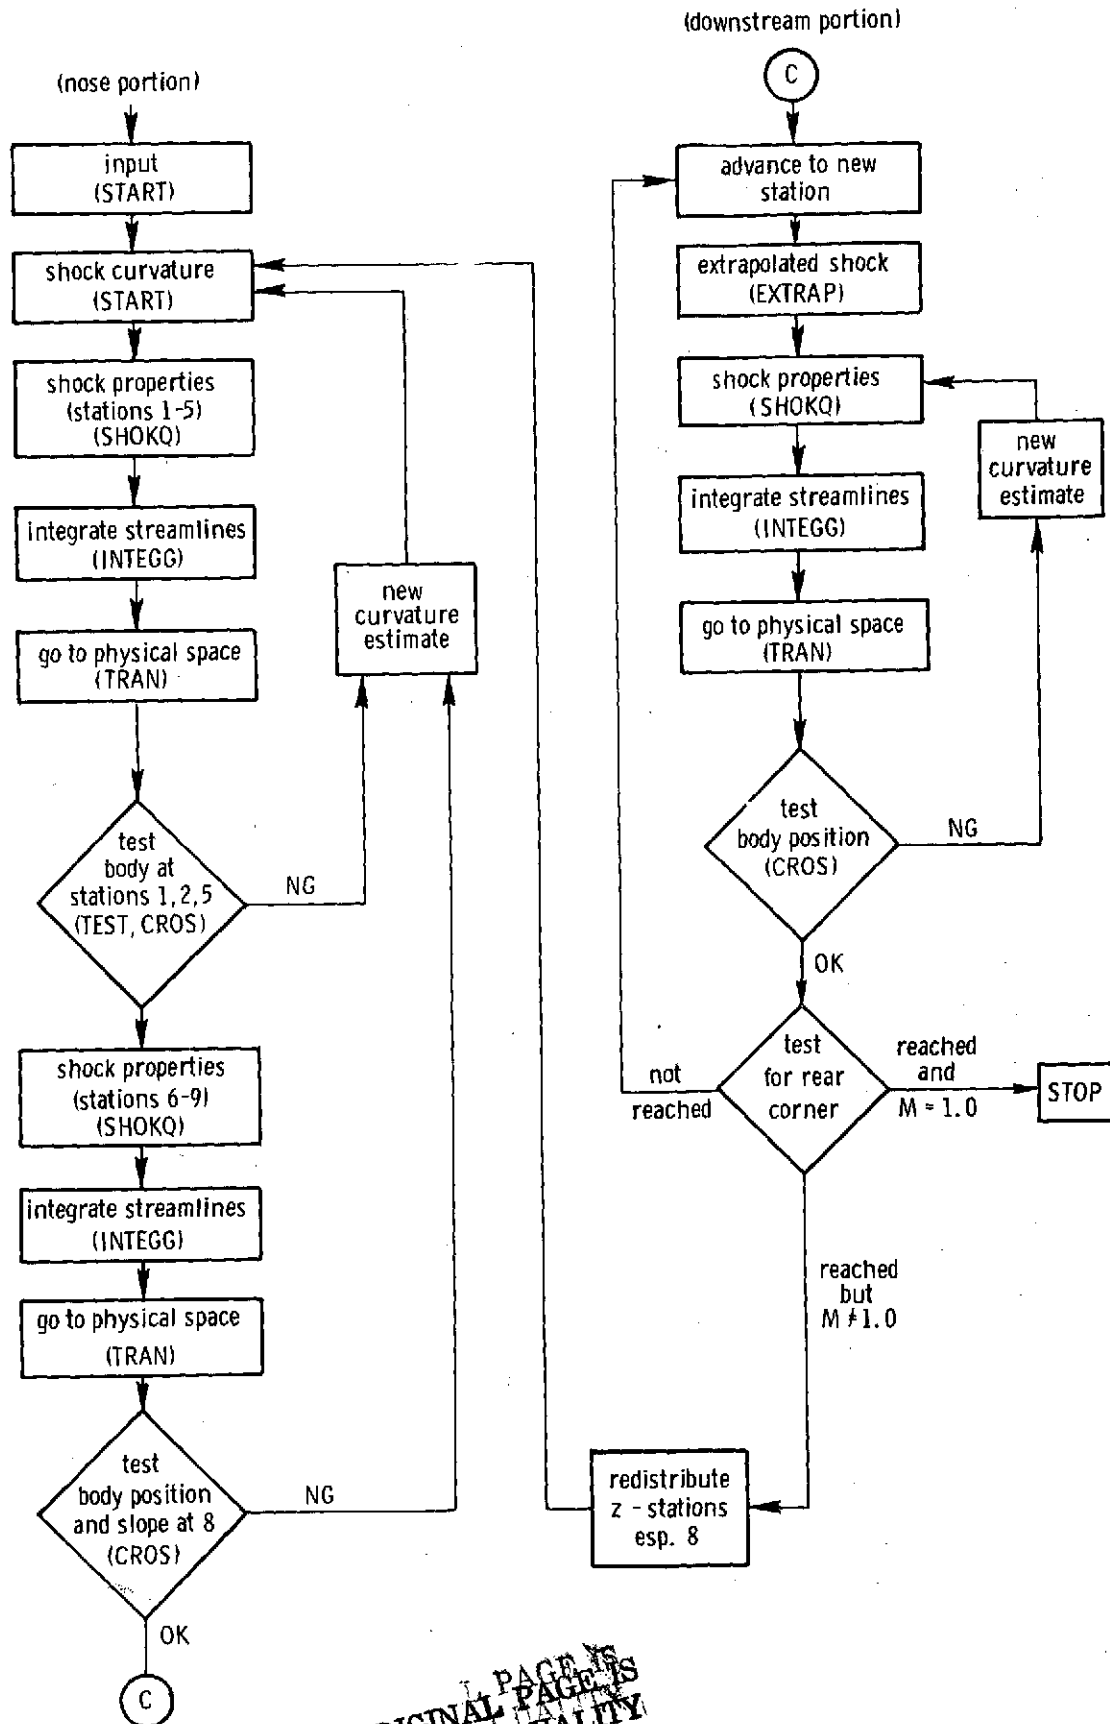 (nose portion)
input
(START)
shock curvature
(START)
shock properties
(stations 1-5)
(SHOKQ)
integrate streamlines
(INTEGG)
go to physical space
(TRAN)
new
curvature
estimate
test
body at
stations 1, 2, 5
(TEST, CROS)
NG
shock properties
(stations 6-9)
(SHOKQ)
integrate streamlines
(INTEGG)
go to physical space
(TRAN)
test
body position
and slope at 8
(CROS)
NG
OK
C
(downstream portion)
C
advance to new
station
extrapolated shock
(EXTRAP)
shock properties
(SHOKQ)
new
curvature
estimate
integrate streamlines
(INTEGG)
go to physical space
(TRAN)
test
body position
(CROS)
NG
OK
test
for rear
corner
not
reached
reached
and
M = 1.0
STOP
reached
but
M ≠ 1.0
redistribute
z - stations
esp. 8
L PAGE IS
PAGE IS